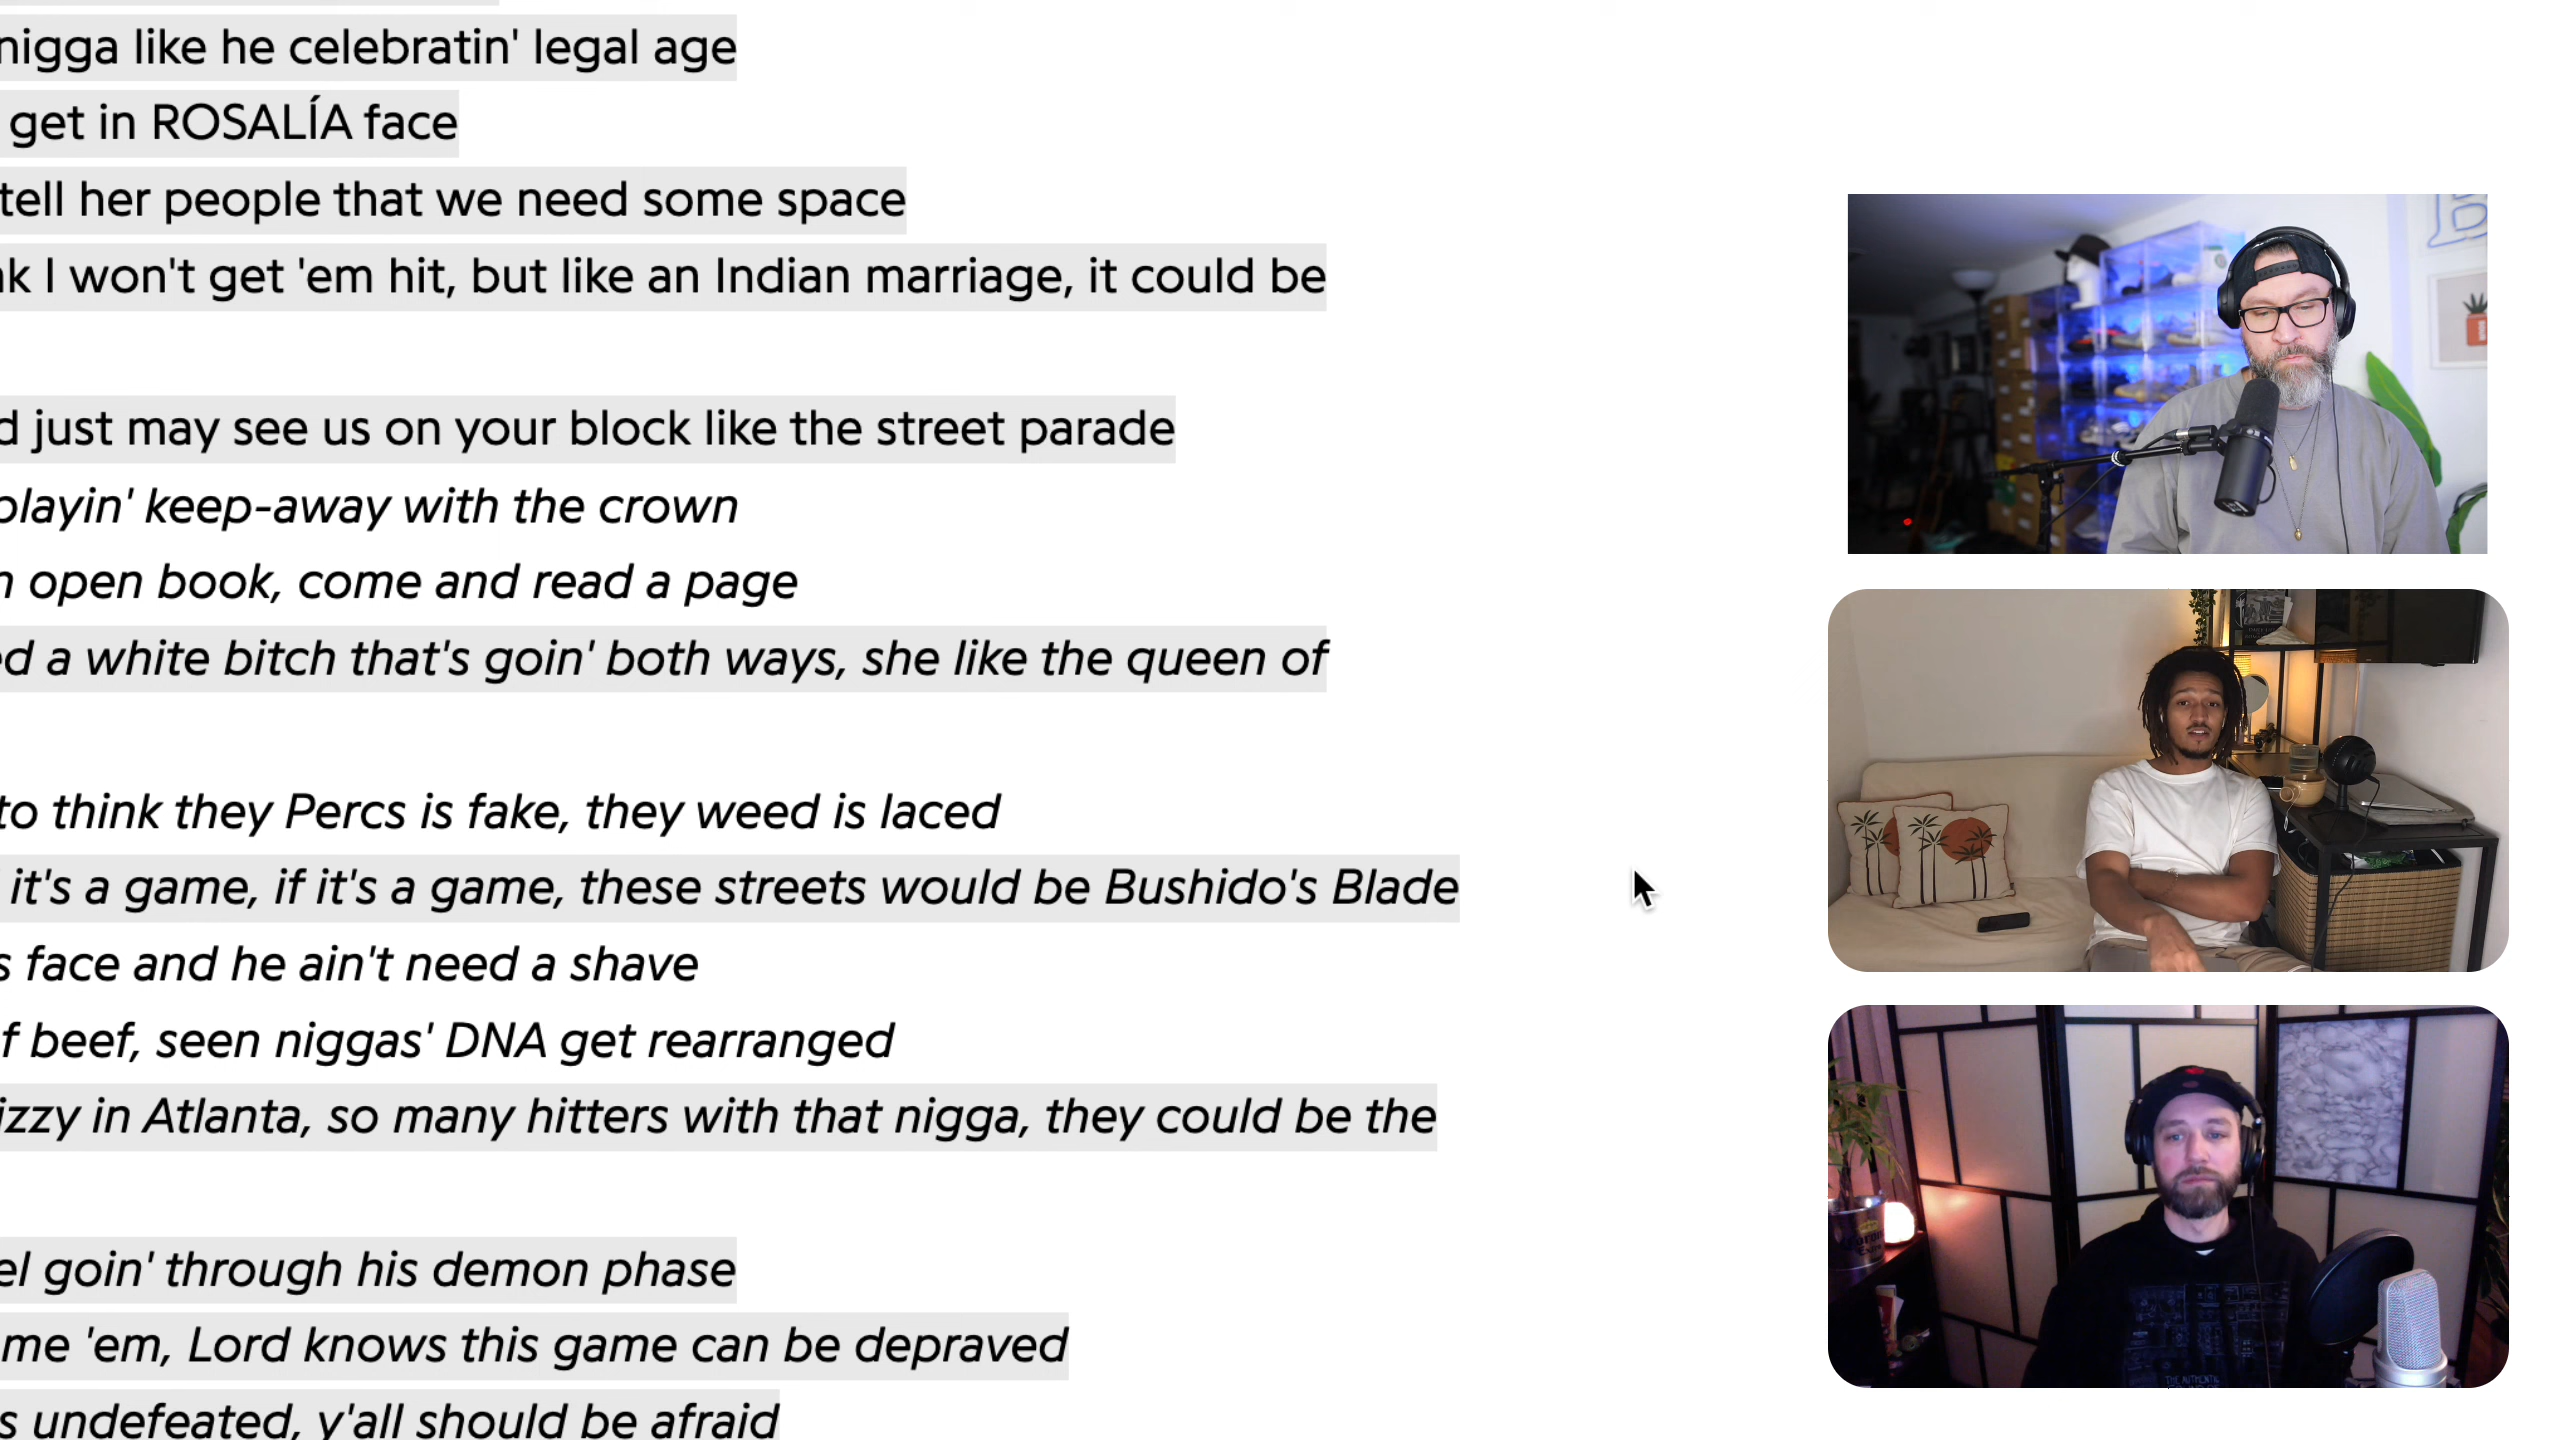 nigga like he celebratin' legal age
get in ROSALÍA face
tell her people that we need some space
I won't get 'em hit, but like an Indian marriage, it could be
just may see us on your block like the street parade
playin' keep-away with the crown
open book, come and read a page
a white bitch that's goin' both ways, she like the queen of
to think they Percs is fake, they weed is laced
it's a game, if it's a game, these streets would be Bushido's Blade
face and he ain't need a shave
beef, seen niggas' DNA get rearranged
in Atlanta, so many hitters with that nigga, they could be the
goin' through his demon phase
'em, Lord knows this game can be depraved
undefeated, y'all should be afraid
Corona
Extra
THE AUTHENTIC